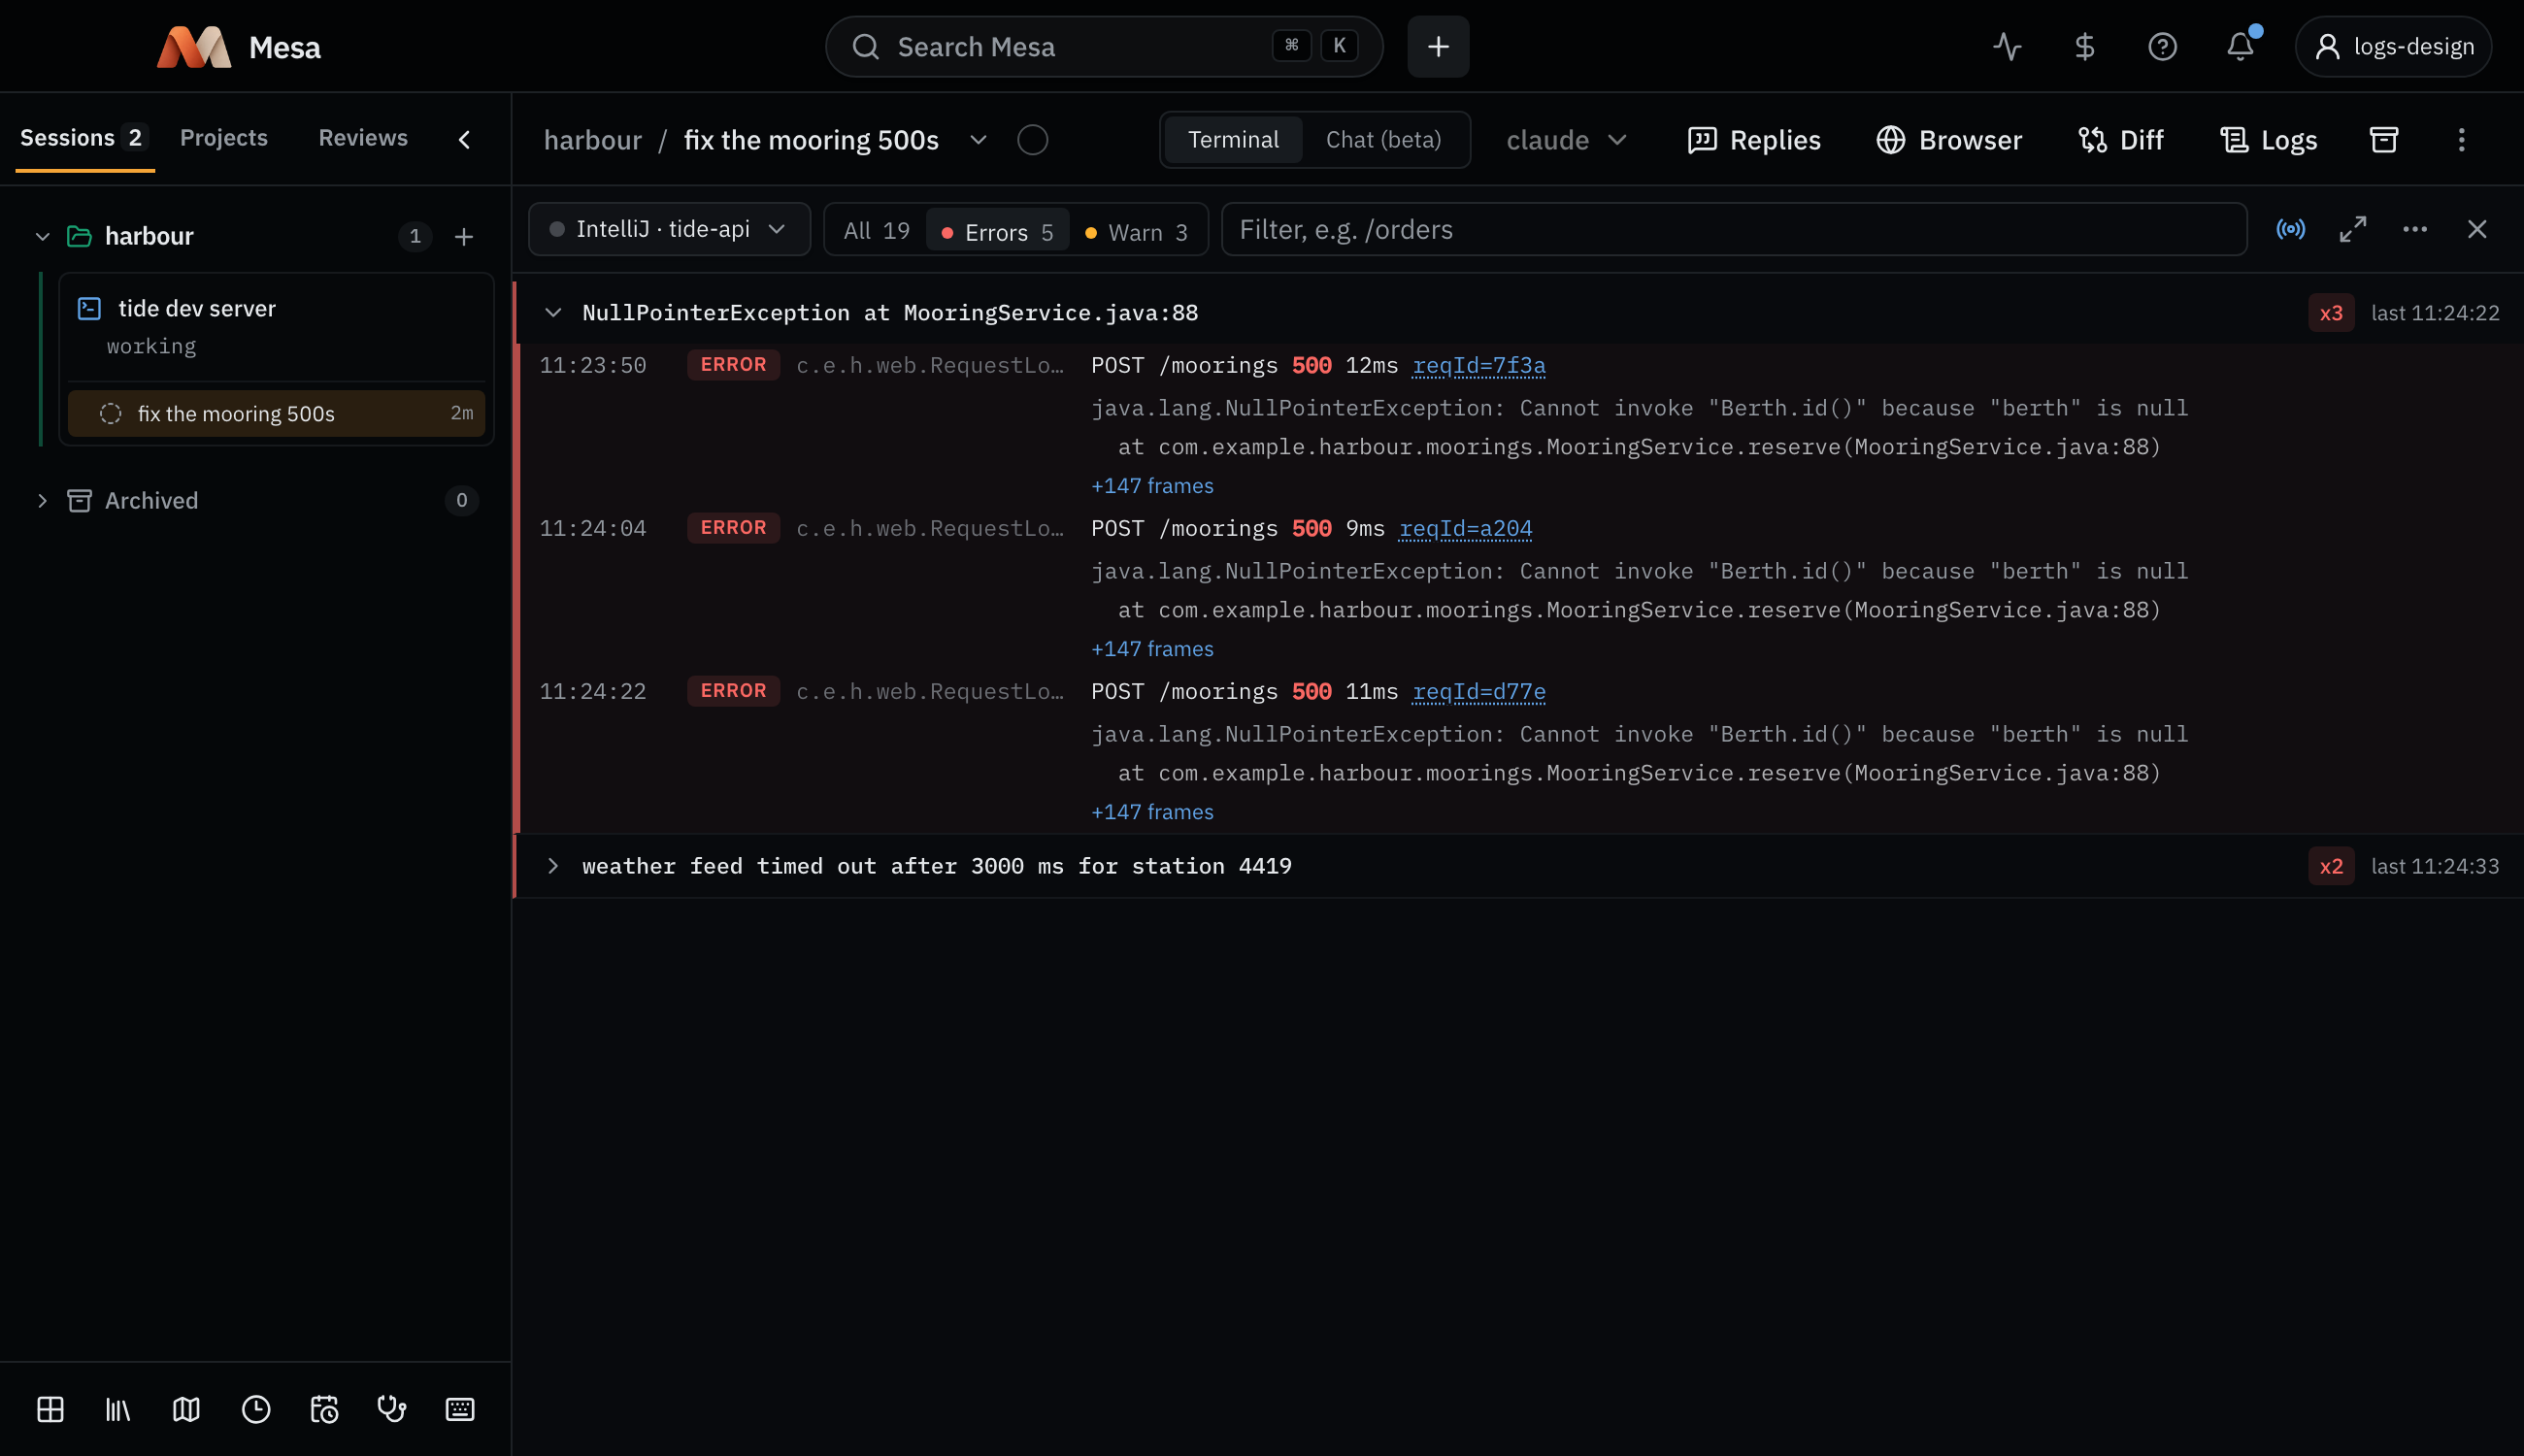 Mesa
Search Mesa ⌘ K
logs-design
Sessions 2 Projects Reviews
harbour / fix the mooring 500s
Terminal Chat (beta) claude Replies Browser Diff Logs
harbour 1
tide dev server
working
fix the mooring 500s 2m
Archived 0
IntelliJ · tide-api All 19 Errors 5 Warn 3 Filter, e.g. /orders
NullPointerException at MooringService.java:88 x3 last 11:24:22
11:23:50 ERROR c.e.h.web.RequestLo… POST /moorings 500 12ms reqId=7f3a
java.lang.NullPointerException: Cannot invoke "Berth.id()" because "berth" is null
at com.example.harbour.moorings.MooringService.reserve(MooringService.java:88)
+147 frames
11:24:04 ERROR c.e.h.web.RequestLo… POST /moorings 500 9ms reqId=a204
java.lang.NullPointerException: Cannot invoke "Berth.id()" because "berth" is null
at com.example.harbour.moorings.MooringService.reserve(MooringService.java:88)
+147 frames
11:24:22 ERROR c.e.h.web.RequestLo… POST /moorings 500 11ms reqId=d77e
java.lang.NullPointerException: Cannot invoke "Berth.id()" because "berth" is null
at com.example.harbour.moorings.MooringService.reserve(MooringService.java:88)
+147 frames
weather feed timed out after 3000 ms for station 4419 x2 last 11:24:33